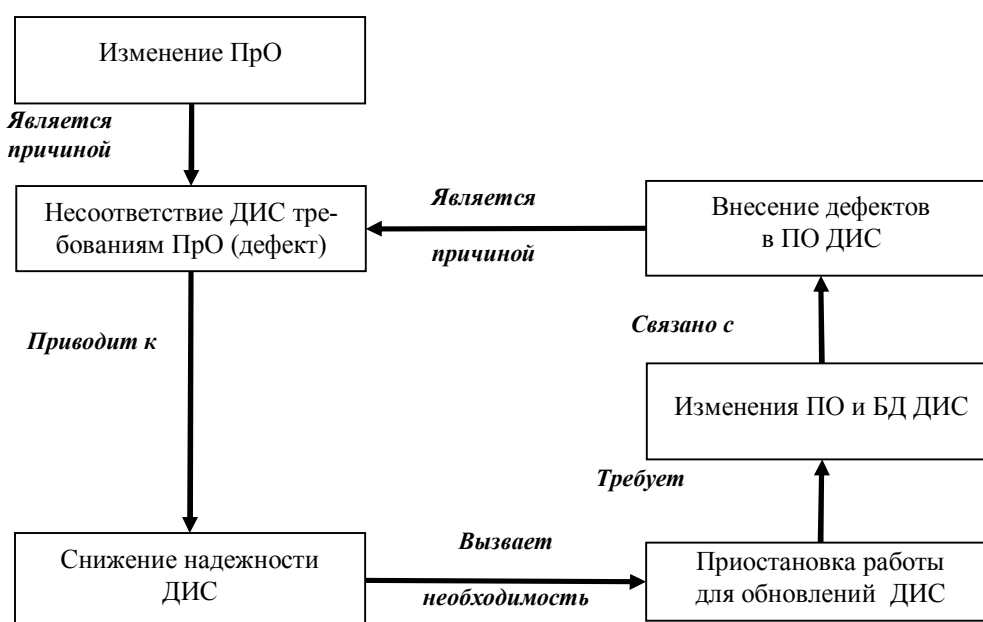 Изменение ПрО
Является
причиной
Несоответствие ДИС тре-
бованиям ПрО (дефект)
Является
причиной
Внесение дефектов
в ПО ДИС
Приводит к
Связано с
Изменения ПО и БД ДИС
Требует
Снижение надежности
ДИС
Вызвает
необходимость
Приостановка работы
для обновлений ДИС